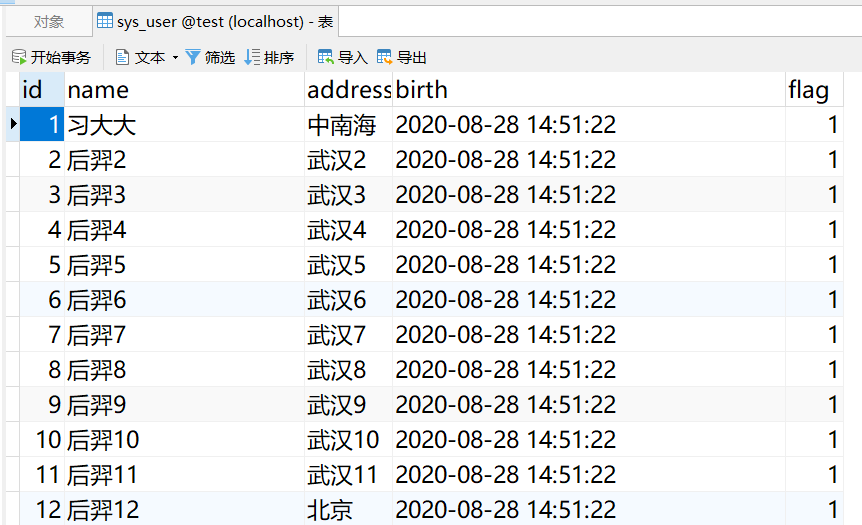 对象 sys_user @test (localhost) - 表
开始事务 文本 筛选 排序 导入 导出
id name address birth flag
1 习大大 中南海 2020-08-28 14:51:22 1
2 后羿2 武汉2 2020-08-28 14:51:22 1
3 后羿3 武汉3 2020-08-28 14:51:22 1
4 后羿4 武汉4 2020-08-28 14:51:22 1
5 后羿5 武汉5 2020-08-28 14:51:22 1
6 后羿6 武汉6 2020-08-28 14:51:22 1
7 后羿7 武汉7 2020-08-28 14:51:22 1
8 后羿8 武汉8 2020-08-28 14:51:22 1
9 后羿9 武汉9 2020-08-28 14:51:22 1
10 后羿10 武汉10 2020-08-28 14:51:22 1
11 后羿11 武汉11 2020-08-28 14:51:22 1
12 后羿12 北京 2020-08-28 14:51:22 1